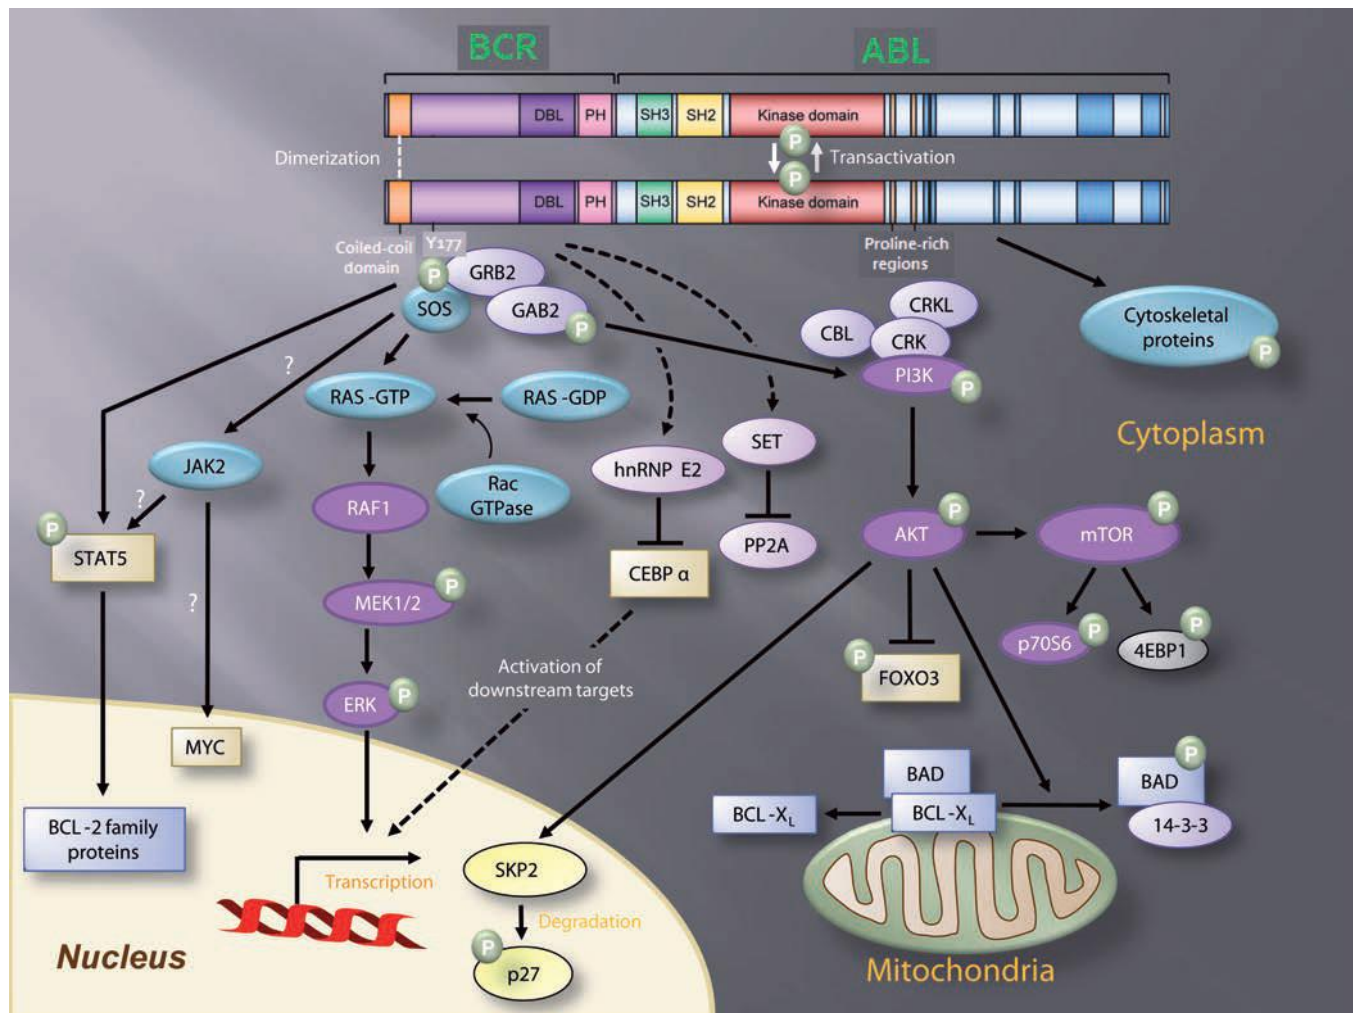 BCR
ABL
DBL
PH
SH3
SH2
Kinase domain
P
Dimerization
Transactivation
P
DBL
PH
SH3
SH2
Kinase domain
Coiled-coil
domain
Y177
Proline-rich
regions
P
GRB2
SOS
GAB2
P
CRKL
CBL
CRK
PI3K
P
Cytoskeletal
proteins
P
?
RAS -GTP
RAS -GDP
Cytoplasm
JAK2
SET
hnRNP E2
Rac
GTPase
?
RAF1
P
STAT5
AKT
P
mTOR
P
PP2A
CEBP α
?
MEK1/2
P
p70S6
P
4EBP1
P
Activation of
downstream targets
P
FOXO3
ERK
P
MYC
BAD
BCL-XL
BCL-XL
P
BAD
14-3-3
BCL-2 family
proteins
SKP2
Transcription
Degradation
P
p27
Nucleus
Mitochondria